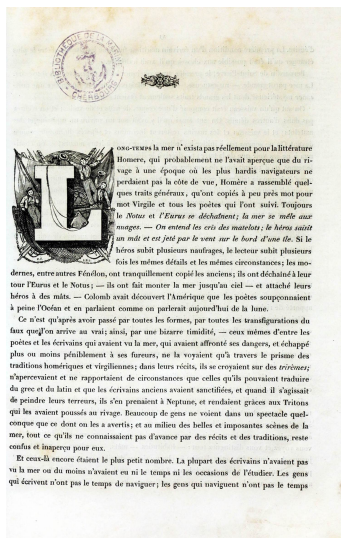 BIBLIOTHÈQUE DE LA MARINE
CHERBOURG
LONG-TEMPS la mer n'exista pas réellement pour la littérature
Homère, qui probablement ne l'avait aperçue que du ri-
vage à une époque où les plus hardis navigateurs ne
perdaient pas la côte de vue, Homère a rassemblé quel-
ques traits généraux, qu'ont copiés à peu près mot pour
mot Virgile et tous les poètes qui l'ont suivi. Toujours
le Notus et l'Eurus se déchaînent; la mer se mêle aux
nuages. — On entend les cris des matelots; le héros saisit
un mât et est jeté par le vent sur le bord d'une île. Si le
héros subit plusieurs naufrages, le lecteur subit plusieurs
fois les mêmes détails et les mêmes circonstances; les mo-
dernes, entre autres Fénélon, ont tranquillement copié les anciens; ils ont déchaîné à leur
tour l'Eurus et le Notus; — ils ont fait monter la mer jusqu'au ciel — et attaché leurs
héros à des mâts. — Colomb avait découvert l'Amérique que les poètes soupçonnaient
à peine l'Océan et en parlaient comme on parlerait aujourd'hui de la lune.
Ce n'est qu'après avoir passé par toutes les formes, par toutes les transfigurations du
faux que l'on arrive au vrai; ainsi, par une bizarre timidité, — ceux mêmes d'entre les
poètes et les écrivains qui avaient vu la mer, qui avaient affronté ses dangers, et échappé
plus ou moins péniblement à ses fureurs, ne la voyaient qu'à travers le prisme des
traditions homériques et virgiliennes; dans leurs récits, ils se croyaient sur des trirèmes;
n'apercevaient et ne rapportaient de circonstances que celles qu'ils pouvaient traduire
du grec et du latin et que les écrivains anciens avaient sanctifiées, et quand il s'agissait
de peindre leurs terreurs, ils s'en prenaient à Neptune, et rendaient grâces aux Tritons
qui les avaient poussés au rivage. Beaucoup de gens ne voient dans un spectacle quel-
conque que ce dont on les a avertis; et au milieu des belles et imposantes scènes de la
mer, tout ce qu'ils ne connaissaient pas d'avance par des récits et des traditions, reste
confus et inaperçu pour eux.
Et ceux-là encore étaient le plus petit nombre. La plupart des écrivains n'avaient pas
vu la mer ou du moins n'avaient eu ni le temps ni les occasions de l'étudier. Les gens
qui écrivent n'ont pas le temps de naviguer; les gens qui naviguent n'ont pas le temps